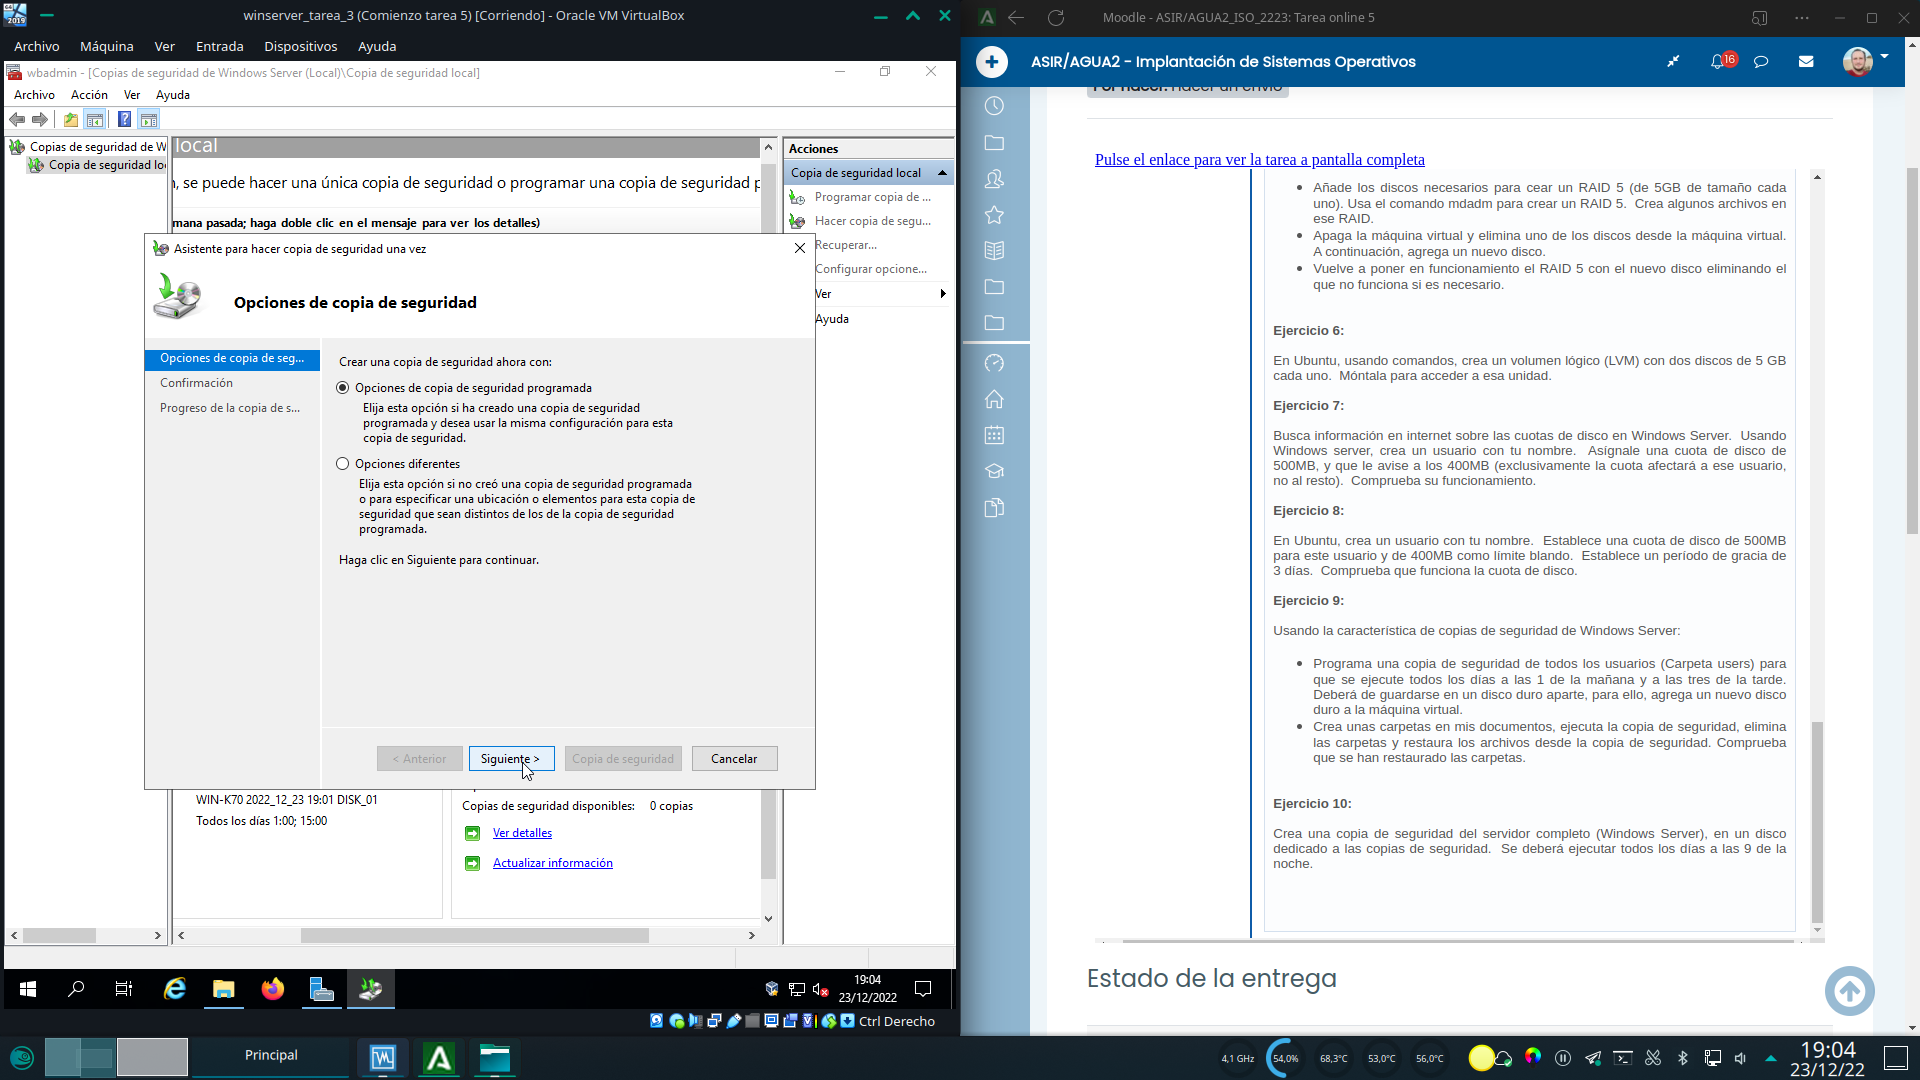 winserver_tarea_3 (Comienzo tarea 5) [Corriendo] - Oracle VM VirtualBox
Archivo Máquina Ver Entrada Dispositivos Ayuda
wbadmin - [Copias de seguridad de Windows Server (Local)\Copia de seguridad local]
Archivo Acción Ver Ayuda
Copias de seguridad de W
Copia de seguridad lo
local
, se puede hacer una única copia de seguridad o programar una copia de seguridad p
mana pasada; haga doble clic en el mensaje para ver los detalles)
Acciones
Copia de seguridad local
Programar copia de ...
Hacer copia de segu...
Recuperar...
Configurar opcione...
Ver
Ayuda
Asistente para hacer copia de seguridad una vez
Opciones de copia de seguridad
Opciones de copia de seg...
Confirmación
Progreso de la copia de s...
Crear una copia de seguridad ahora con:
Opciones de copia de seguridad programada
Elija esta opción si ha creado una copia de seguridad
programada y desea usar la misma configuración para esta
copia de seguridad.
Opciones diferentes
Elija esta opción si no creó una copia de seguridad programada
o para especificar una ubicación o elementos para esta copia de
seguridad que sean distintos de los de la copia de seguridad
programada.
Haga clic en Siguiente para continuar.
< Anterior
Siguiente >
Copia de seguridad
Cancelar
WIN-K70 2022_12_23 19:01 DISK_01
Todos los días 1:00; 15:00
Copias de seguridad disponibles: 0 copias
Ver detalles
Actualizar información
19:04
23/12/2022
Ctrl Derecho
Moodle - ASIR/AGUA2_ISO_2223: Tarea online 5
ASIR/AGUA2 - Implantación de Sistemas Operativos
16
Por hacer: Hacer un envío
Pulse el enlace para ver la tarea a pantalla completa
• Añade los discos necesarios para cear un RAID 5 (de 5GB de tamaño cada
uno). Usa el comando mdadm para crear un RAID 5. Crea algunos archivos en
ese RAID.
• Apaga la máquina virtual y elimina uno de los discos desde la máquina virtual.
A continuación, agrega un nuevo disco.
• Vuelve a poner en funcionamiento el RAID 5 con el nuevo disco eliminando el
que no funciona si es necesario.
Ejercicio 6:
En Ubuntu, usando comandos, crea un volumen lógico (LVM) con dos discos de 5 GB
cada uno. Móntala para acceder a esa unidad.
Ejercicio 7:
Busca información en internet sobre las cuotas de disco en Windows Server. Usando
Windows server, crea un usuario con tu nombre. Asígnale una cuota de disco de
500MB, y que le avise a los 400MB (exclusivamente la cuota afectará a ese usuario,
no al resto). Comprueba su funcionamiento.
Ejercicio 8:
En Ubuntu, crea un usuario con tu nombre. Establece una cuota de disco de 500MB
para este usuario y de 400MB como límite blando. Establece un período de gracia de
3 días. Comprueba que funciona la cuota de disco.
Ejercicio 9:
Usando la característica de copias de seguridad de Windows Server:
• Programa una copia de seguridad de todos los usuarios (Carpeta users) para
que se ejecute todos los días a las 1 de la mañana y a las tres de la tarde.
Deberá de guardarse en un disco duro aparte, para ello, agrega un nuevo disco
duro a la máquina virtual.
• Crea unas carpetas en mis documentos, ejecuta la copia de seguridad, elimina
las carpetas y restaura los archivos desde la copia de seguridad. Comprueba
que se han restaurado las carpetas.
Ejercicio 10:
Crea una copia de seguridad del servidor completo (Windows Server), en un disco
dedicado a las copias de seguridad. Se deberá ejecutar todos los días a las 9 de la
noche.
Estado de la entrega
Principal
4,1 GHz
54,0%
68,3°C
53,0°C
56,0°C
19:04
23/12/22